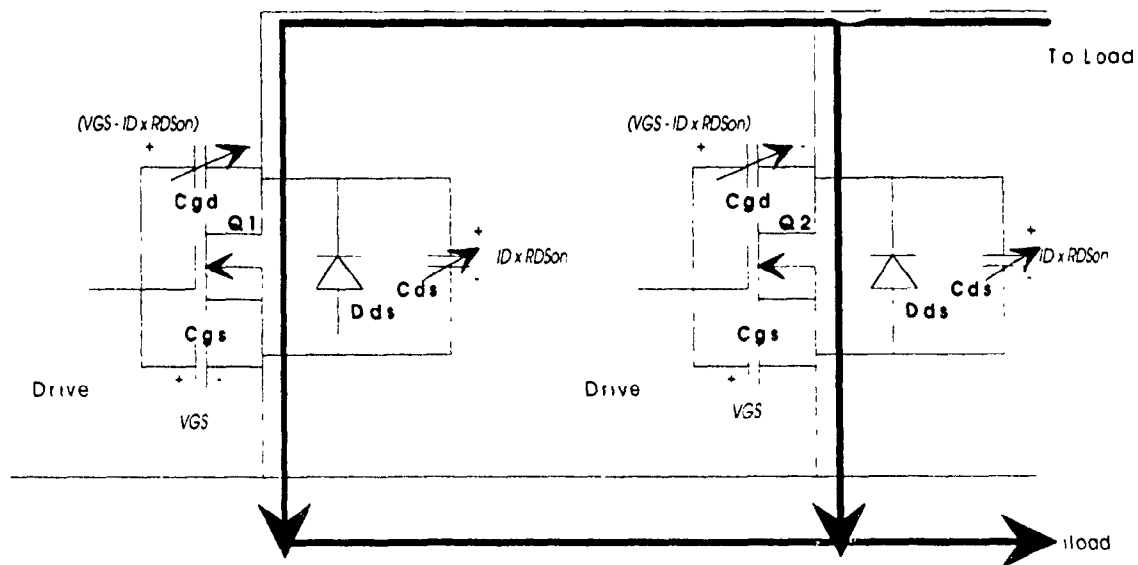 To Load
(VGS - ID x RDSon)
+
Cgd
Q1
+
ID x RDSon
-
Cds
Dds
Cgs
+ -
VGS
Drive
(VGS - ID x RDSon)
+ -
Cgd
Q2
+
ID x RDSon
-
Cds
Dds
Cgs
+ -
VGS
Drive
Iload